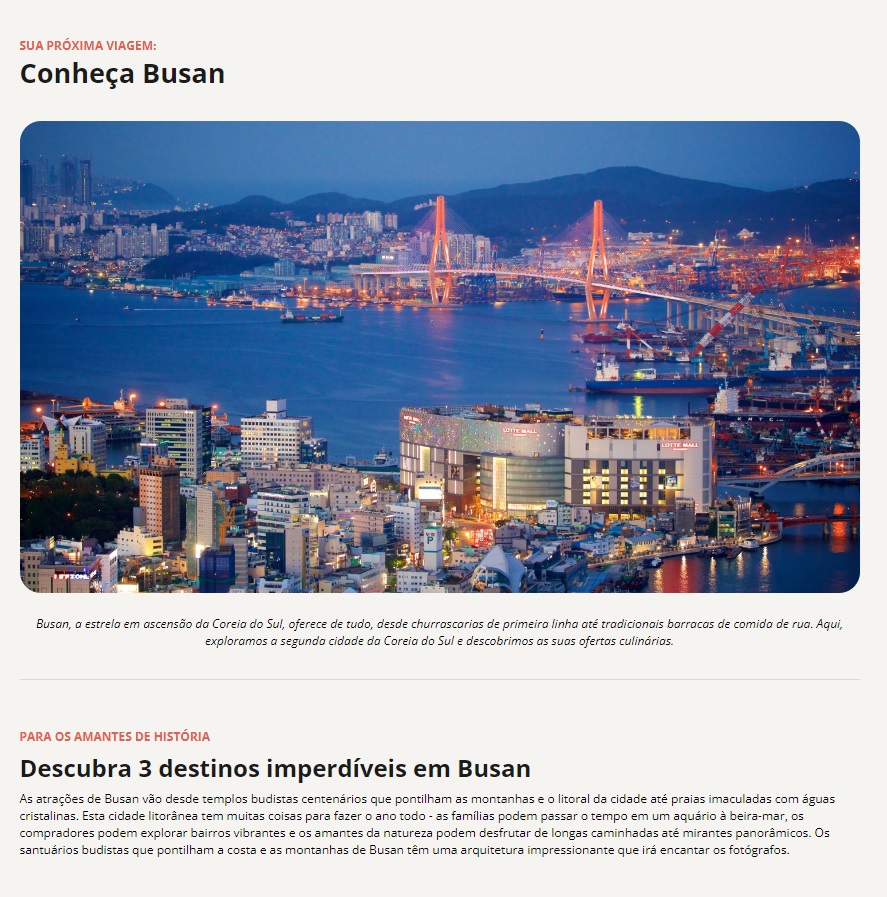 SUA PRÓXIMA VIAGEM:
Conheça Busan
LOTTE MALL
LOTTE MALL
Busan, a estrela em ascensão da Coreia do Sul, oferece de tudo, desde churrascarias de primeira linha até tradicionais barracas de comida de rua. Aqui,
exploramos a segunda cidade da Coreia do Sul e descobrimos as suas ofertas culinárias.
PARA OS AMANTES DE HISTÓRIA
Descubra 3 destinos imperdíveis em Busan
As atrações de Busan vão desde templos budistas centenários que pontilham as montanhas e o litoral da cidade até praias imaculadas com águas
cristalinas. Esta cidade litorânea tem muitas coisas para fazer o ano todo - as famílias podem passar o tempo em um aquário à beira-mar, os
compradores podem explorar bairros vibrantes e os amantes da natureza podem desfrutar de longas caminhadas até mirantes panorâmicos. Os
santuários budistas que pontilham a costa e as montanhas de Busan têm uma arquitetura impressionante que irá encantar os fotógrafos.